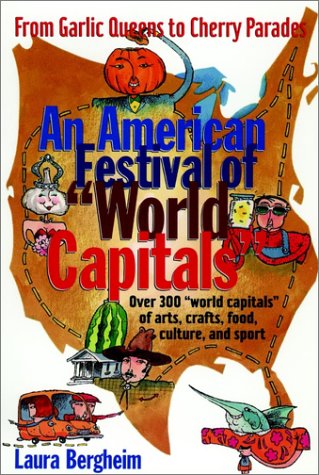 From Garlic Queens to Cherry Parades
An American
Festival of
"World
Capitals"
Over 300 "world capitals"
of arts, crafts, food,
culture, and sport
Laura Bergheim